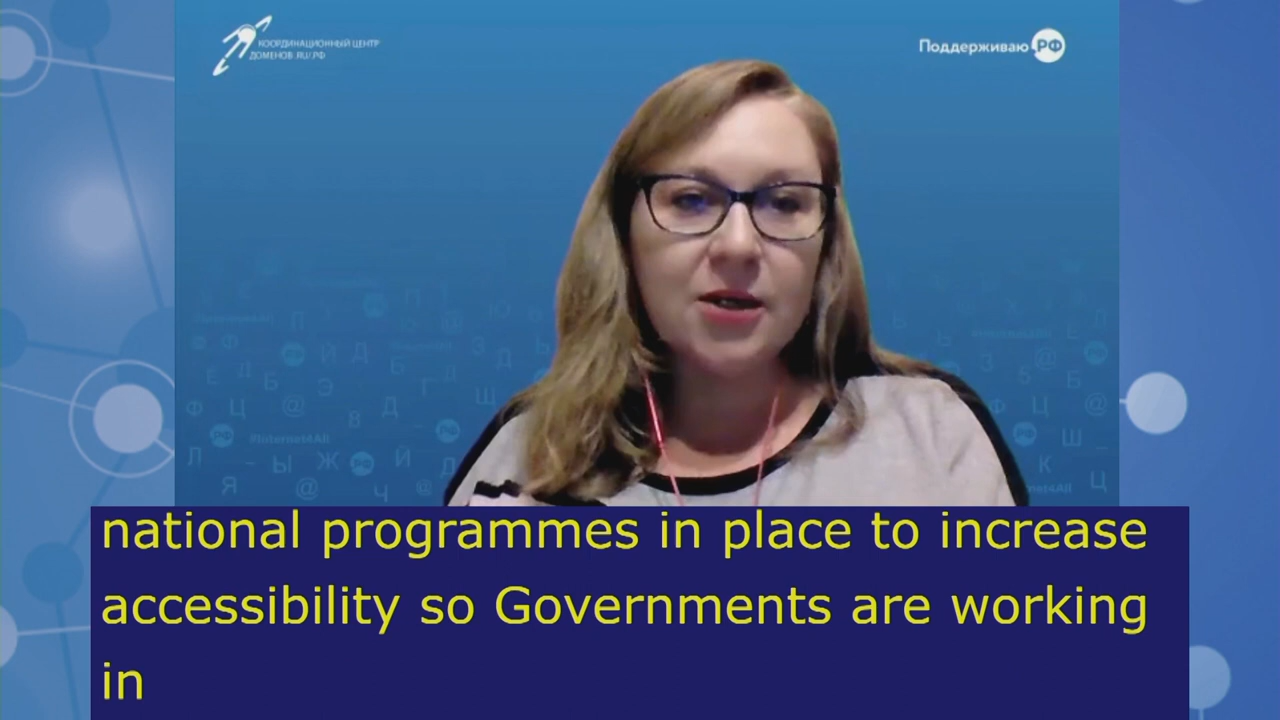 КООРДИНАЦИОННЫЙ ЦЕНТР
ДОМЕНОВ .RU/.РФ
Поддерживаю РФ
#Internet4All
national programmes in place to increase
accessibility so Governments are working
in